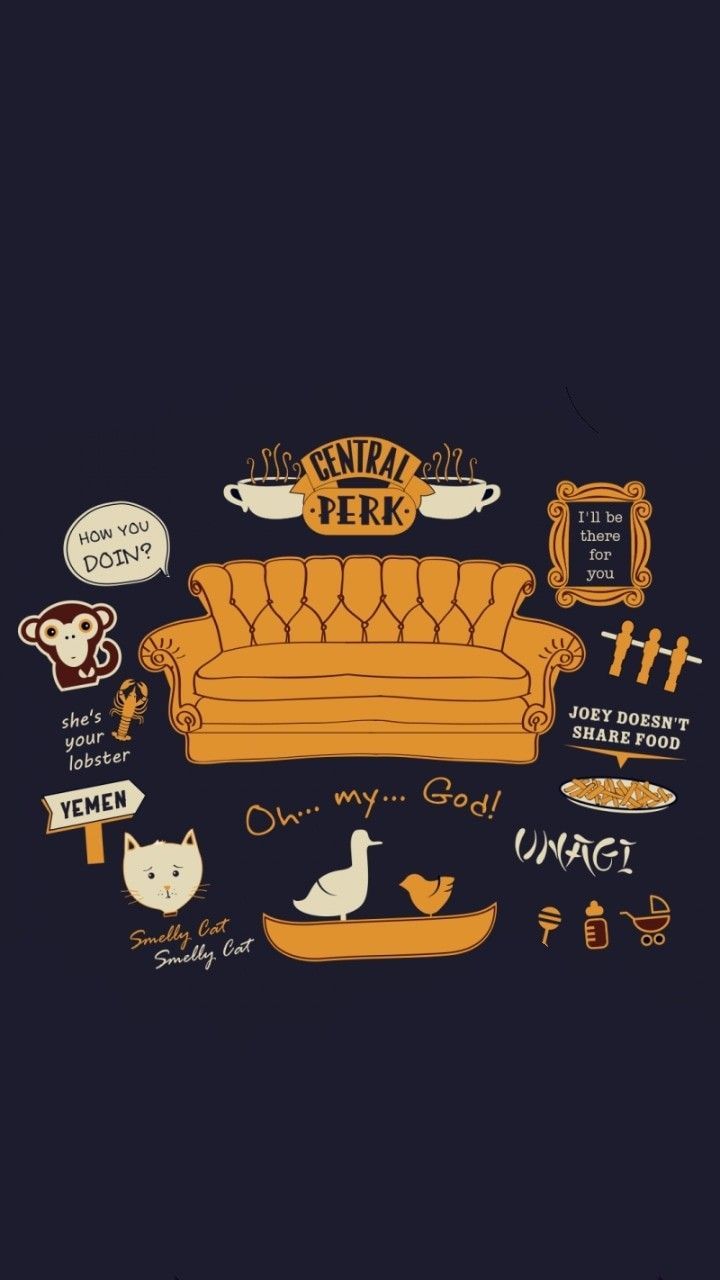 CENTRAL
PERK
HOW YOU
DOIN?
I'll be
there
for
you
she's
your
lobster
JOEY DOESN'T
SHARE FOOD
YEMEN
Oh... my... God!
UNAGI
Smelly Cat
Smelly Cat